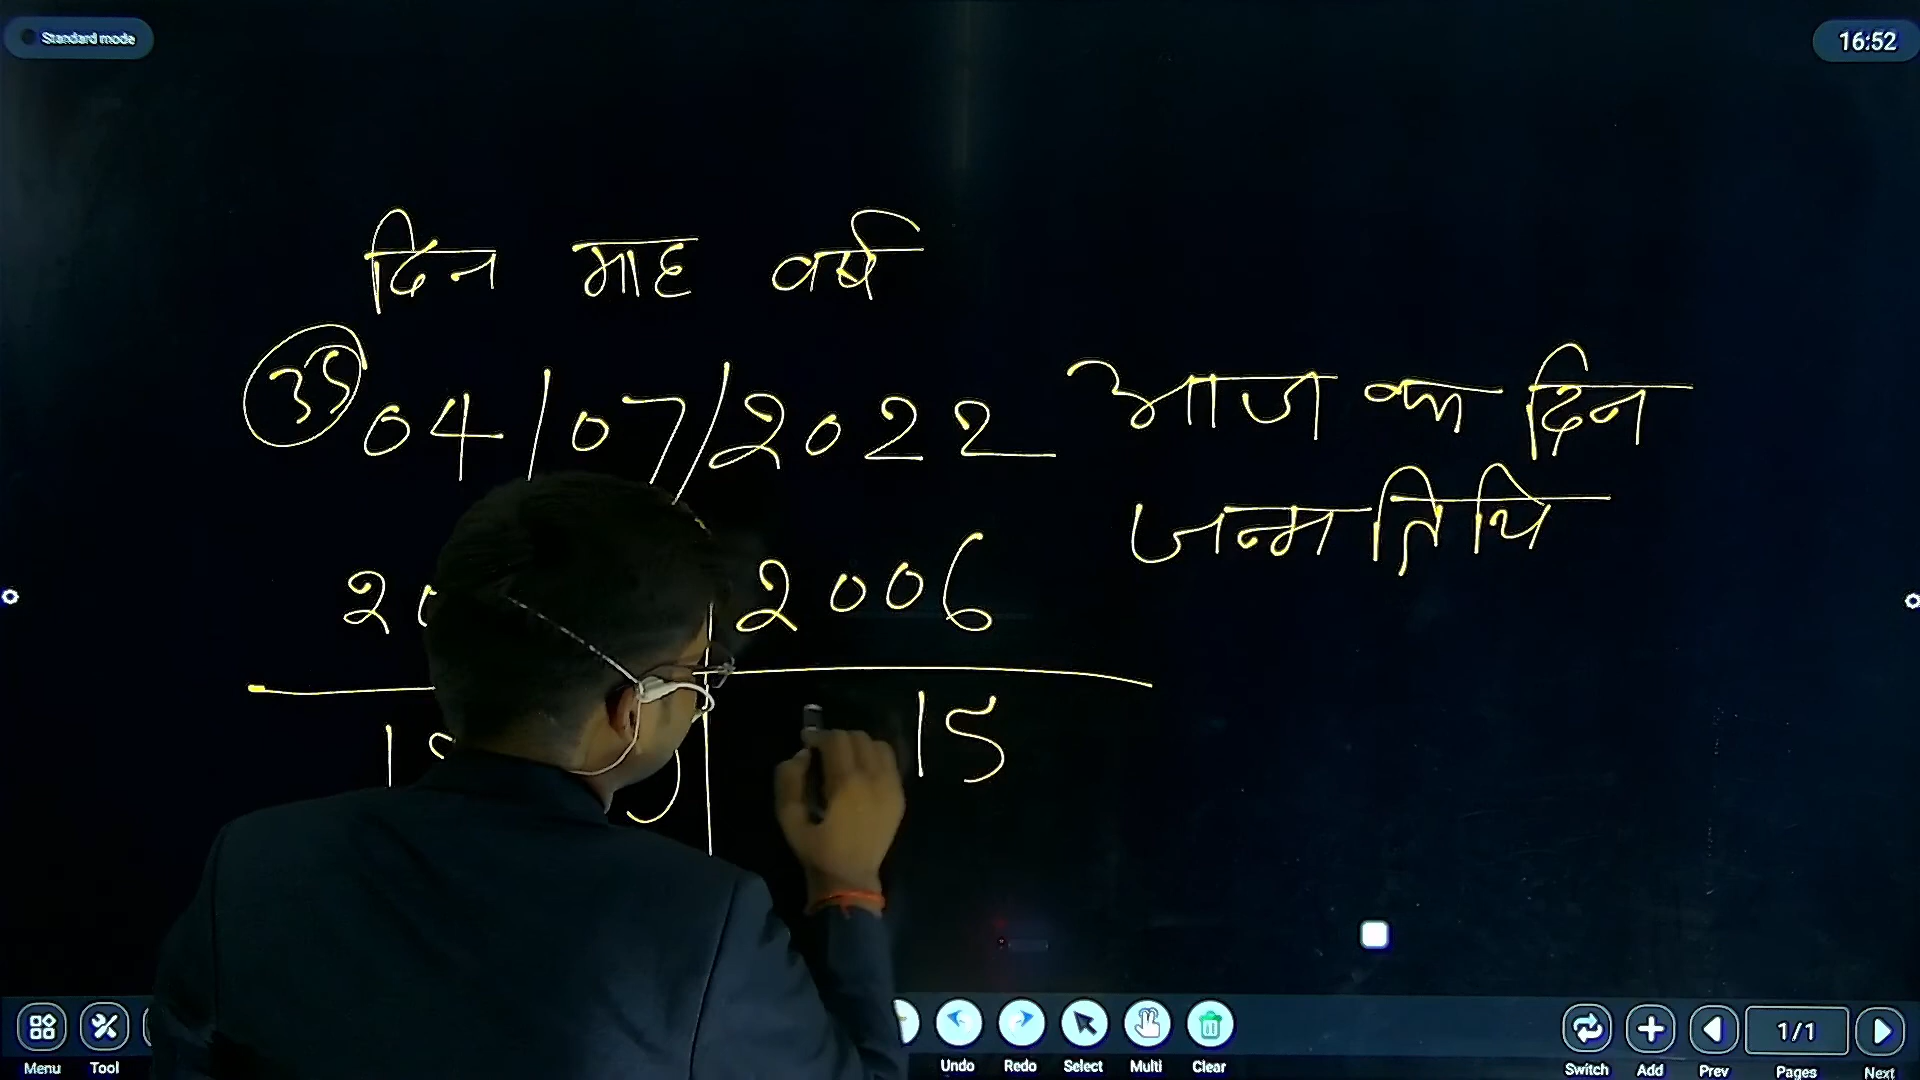 Standard mode
16:52
दिन माह वर्ष
35 04/07/2022 आज का दिन
जन्मतिथि
2006
15
Menu Tool Undo Redo Select Multi Clear Switch Add Prev 1/1 Pages Next